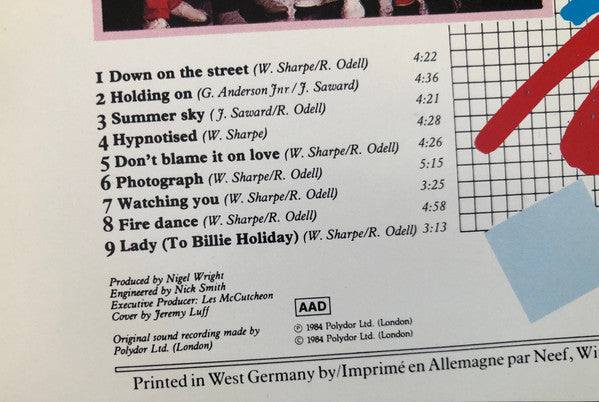 1 Down on the street (W. Sharpe/R. Odell) 4:22
2 Holding on (G. Anderson Jnr / J. Saward) 4:36
3 Summer sky (J. Saward/R. Odell) 4:21
4 Hypnotised (W. Sharpe) 4:28
5 Don't blame it on love (W. Sharpe/R. Odell) 4:26
6 Photograph (W. Sharpe/R. Odell) 5:15
7 Watching you (W. Sharpe/R. Odell) 3:25
8 Fire dance (W. Sharpe/R. Odell) 4:58
9 Lady (To Billie Holiday) (W. Sharpe/R. Odell) 3:13
Produced by Nigel Wright
Engineered by Nick Smith
Executive Producer: Les McCutcheon
Cover by Jeremy Luff
Original sound recording made by
Polydor Ltd. (London)
AAD
℗ 1984 Polydor Ltd. (London)
© 1984 Polydor Ltd. (London)
Printed in West Germany by/Imprimé en Allemagne par Neef, Wi